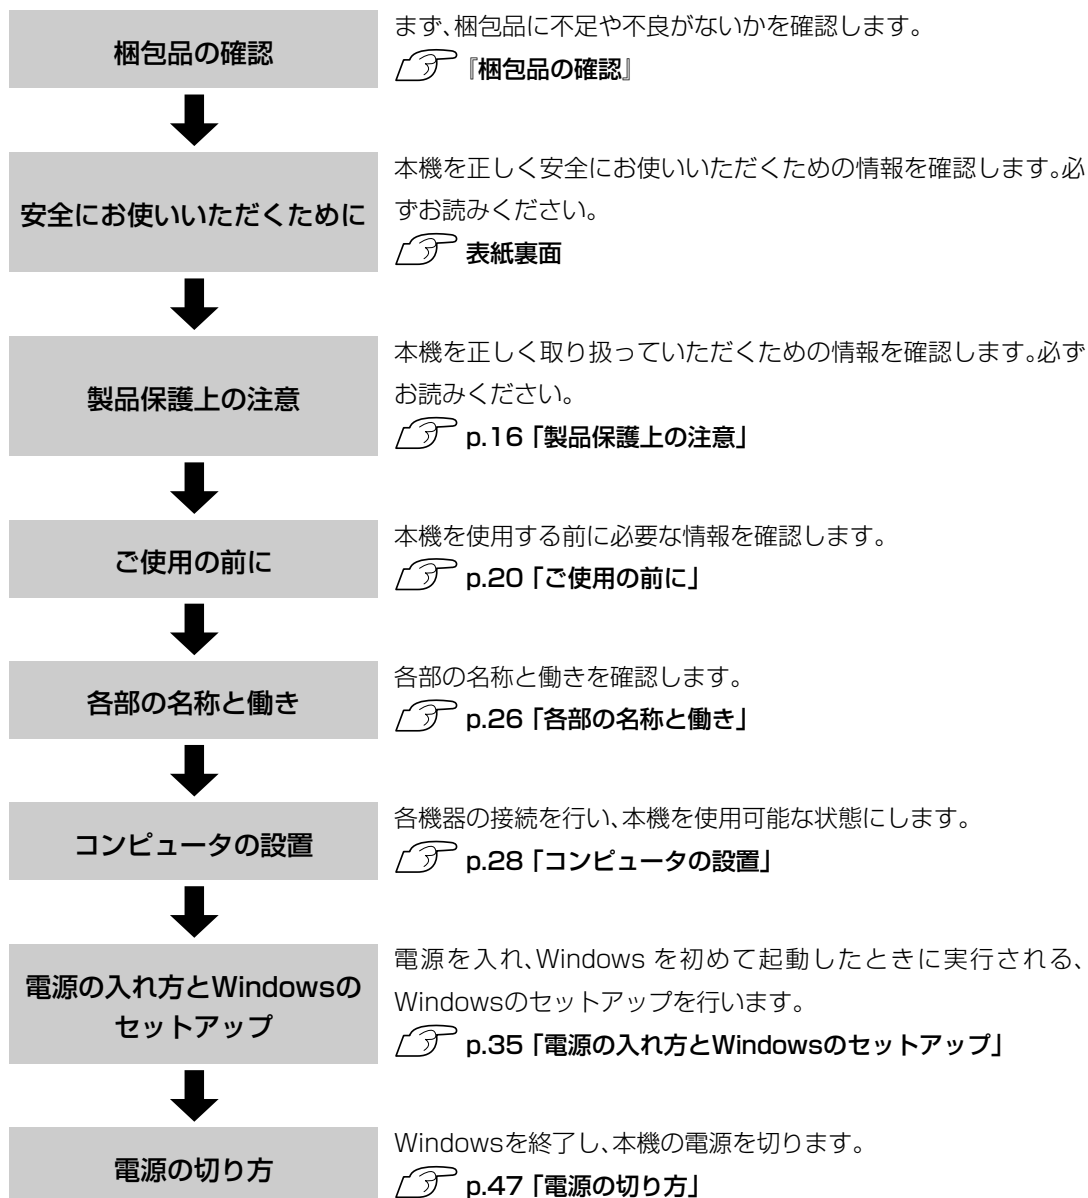 梱包品の確認
まず、梱包品に不足や不良がないかを確認します。
『梱包品の確認』
安全にお使いいただくために
本機を正しく安全にお使いいただくための情報を確認します。必
ずお読みください。
表紙裏面
製品保護上の注意
本機を正しく取り扱っていただくための情報を確認します。必ず
お読みください。
p.16「製品保護上の注意」
ご使用の前に
本機を使用する前に必要な情報を確認します。
p.20「ご使用の前に」
各部の名称と働き
各部の名称と働きを確認します。
p.26「各部の名称と働き」
コンピュータの設置
各機器の接続を行い、本機を使用可能な状態にします。
p.28「コンピュータの設置」
電源の入れ方とWindowsの
セットアップ
電源を入れ、Windows を初めて起動したときに実行される、
Windowsのセットアップを行います。
p.35「電源の入れ方とWindowsのセットアップ」
電源の切り方
Windowsを終了し、本機の電源を切ります。
p.47「電源の切り方」